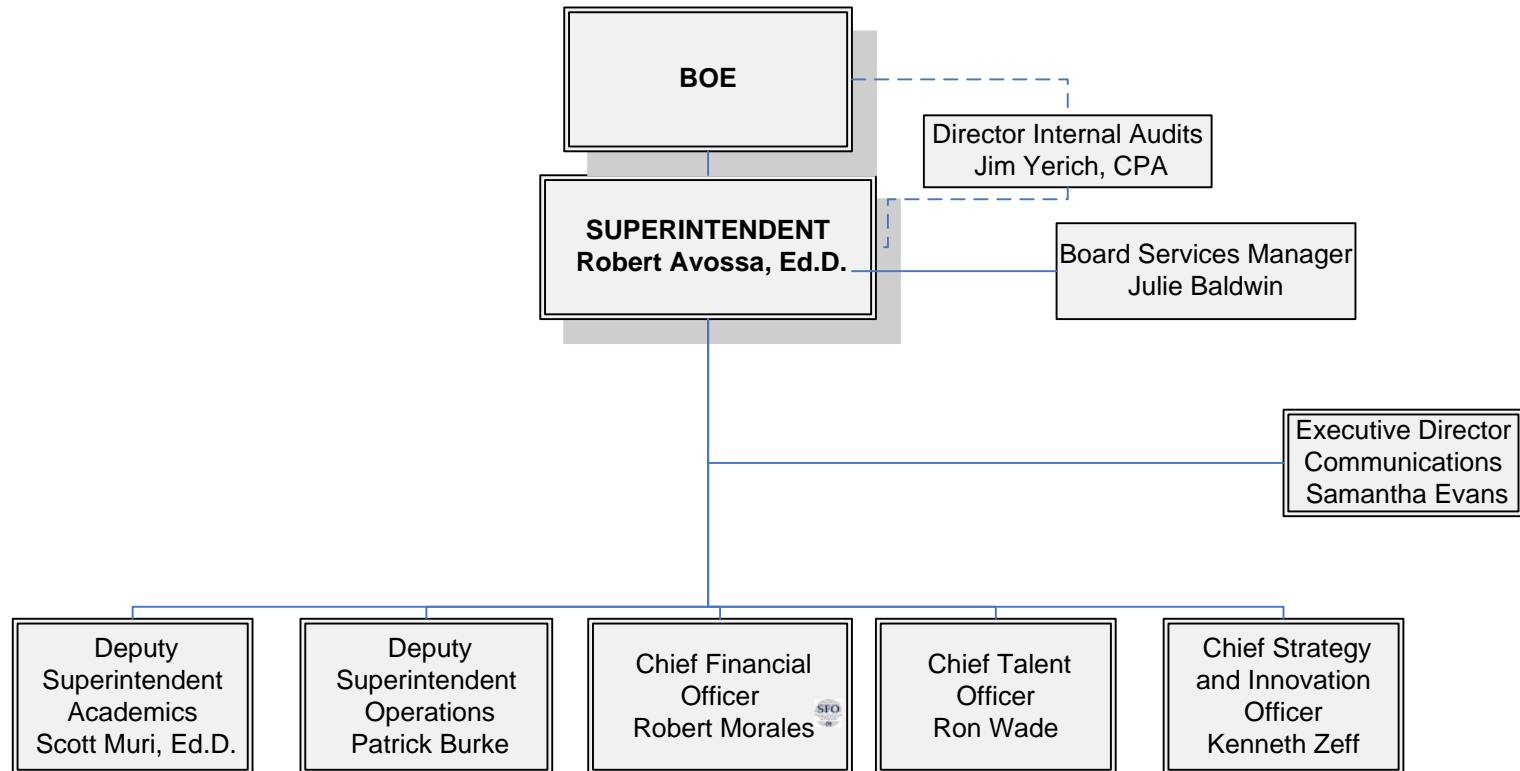 BOE
Director Internal Audits
Jim Yerich, CPA
SUPERINTENDENT
Robert Avossa, Ed.D.
Board Services Manager
Julie Baldwin
Executive Director
Communications
Samantha Evans
Deputy
Superintendent
Academics
Scott Muri, Ed.D.
Deputy
Superintendent
Operations
Patrick Burke
Chief Financial
Officer
Robert Morales
SFO
Chief Talent
Officer
Ron Wade
Chief Strategy
and Innovation
Officer
Kenneth Zeff